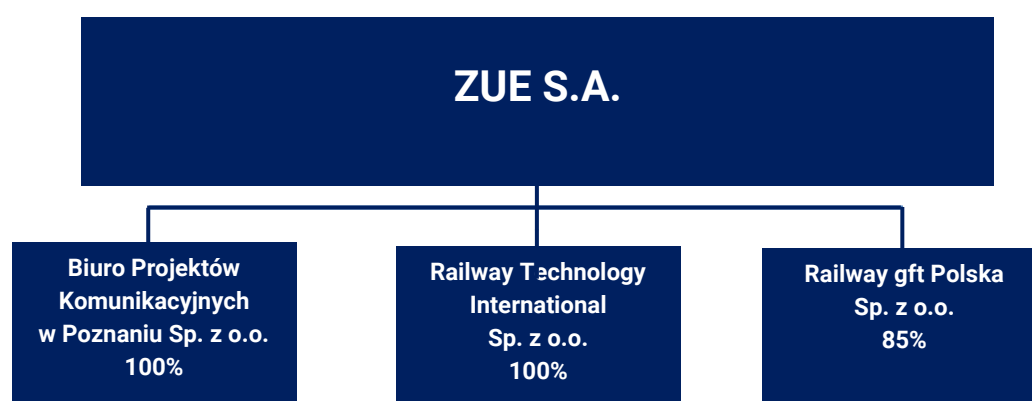 ZUE S.A.
Biuro Projektów
Komunikacyjnych
w Poznaniu Sp. z o.o.
100%
Railway Technology
International
Sp. z o.o.
100%
Railway gft Polska
Sp. z o.o.
85%